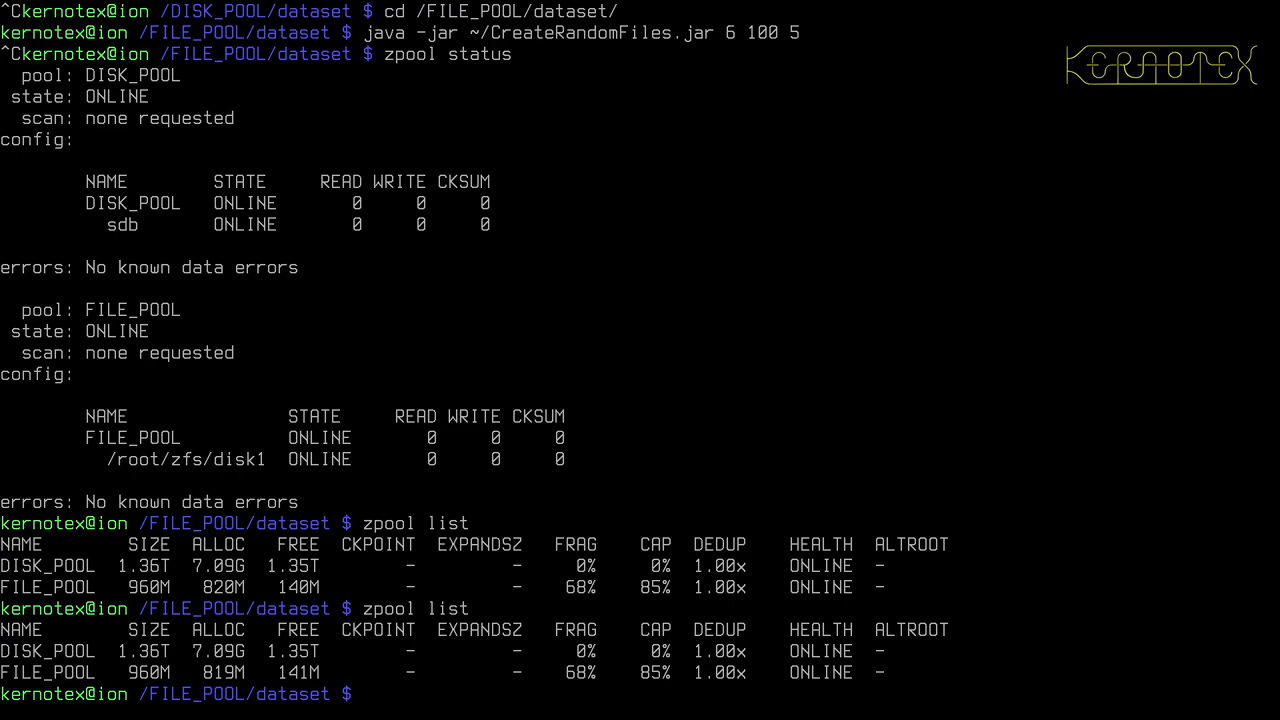 ^Ckernotex@ion /DISK_POOL/dataset $ cd /FILE_POOL/dataset/
kernotex@ion /FILE_POOL/dataset $ java -jar ~/CreateRandomFiles.jar 6 100 5
^Ckernotex@ion /FILE_POOL/dataset $ zpool status
  pool: DISK_POOL
 state: ONLINE
  scan: none requested
config:
        NAME        STATE     READ WRITE CKSUM
        DISK_POOL   ONLINE       0     0     0
          sdb       ONLINE       0     0     0
errors: No known data errors
  pool: FILE_POOL
 state: ONLINE
  scan: none requested
config:
        NAME               STATE     READ WRITE CKSUM
        FILE_POOL          ONLINE       0     0     0
          /root/zfs/disk1  ONLINE       0     0     0
errors: No known data errors
kernotex@ion /FILE_POOL/dataset $ zpool list
NAME        SIZE  ALLOC   FREE  CKPOINT  EXPANDSZ   FRAG    CAP  DEDUP    HEALTH  ALTROOT
DISK_POOL  1.36T  7.09G  1.35T        -         -     0%     0%  1.00x    ONLINE  -
FILE_POOL   960M   820M   140M        -         -    68%    85%  1.00x    ONLINE  -
kernotex@ion /FILE_POOL/dataset $ zpool list
NAME        SIZE  ALLOC   FREE  CKPOINT  EXPANDSZ   FRAG    CAP  DEDUP    HEALTH  ALTROOT
DISK_POOL  1.36T  7.09G  1.35T        -         -     0%     0%  1.00x    ONLINE  -
FILE_POOL   960M   819M   141M        -         -    68%    85%  1.00x    ONLINE  -
kernotex@ion /FILE_POOL/dataset $
KERNOTEX